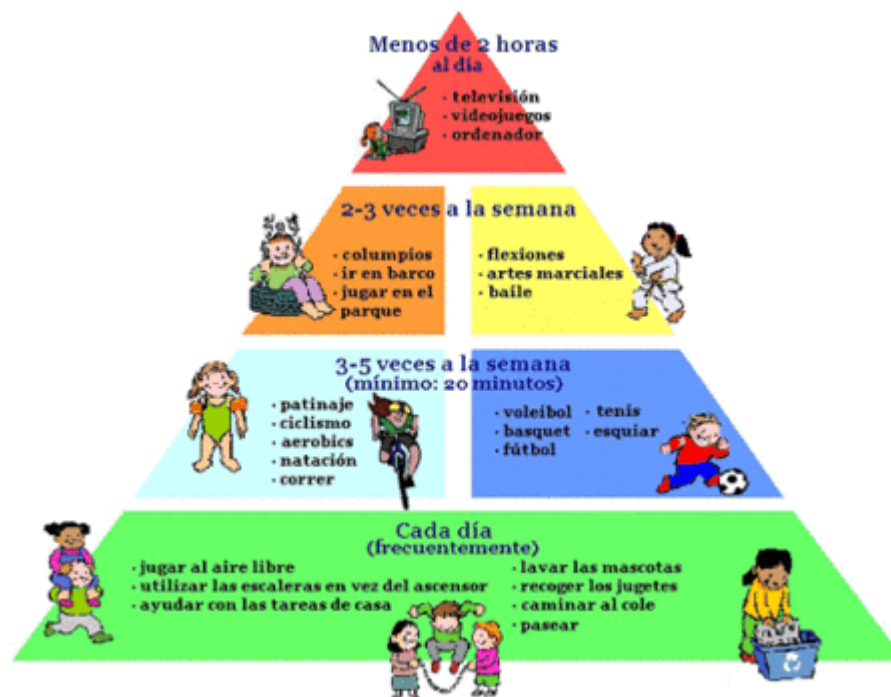 Menos de 2 horas
al día
· televisión
· videojuegos
· ordenador
2-3 veces a la semana
· columpios
· ir en barco
· jugar en el
parque
· flexiones
· artes marciales
· baile
3-5 veces a la semana
(mínimo: 20 minutos)
· patinaje
· ciclismo
· aerobics
· natación
· correr
· voleibol
· basquet
· fútbol
· tenis
· esquiar
Cada día
(frecuentemente)
· jugar al aire libre
· utilizar las escaleras en vez del ascensor
· ayudar con las tareas de casa
· lavar las mascotas
· recoger los jugetes
· caminar al cole
· pasear